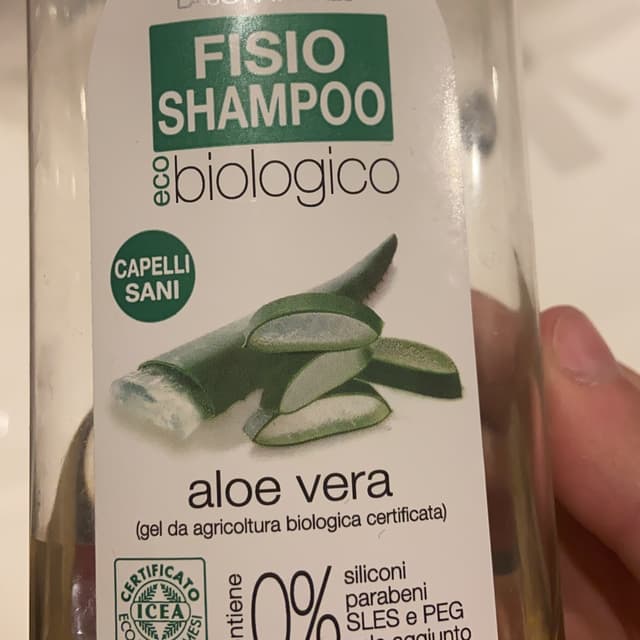 FISIO
SHAMPOO
eco biologico
CAPELLI
SANI
aloe vera
(gel da agricoltura biologica certificata)
CERTIFICATO
ICEA
0%
siliconi
parabeni
SLES e PEG